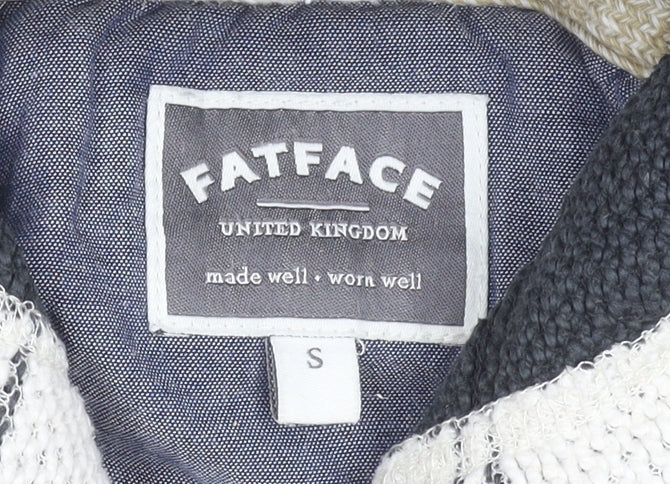 FATFACE
UNITED KINGDOM
made well • worn well
S